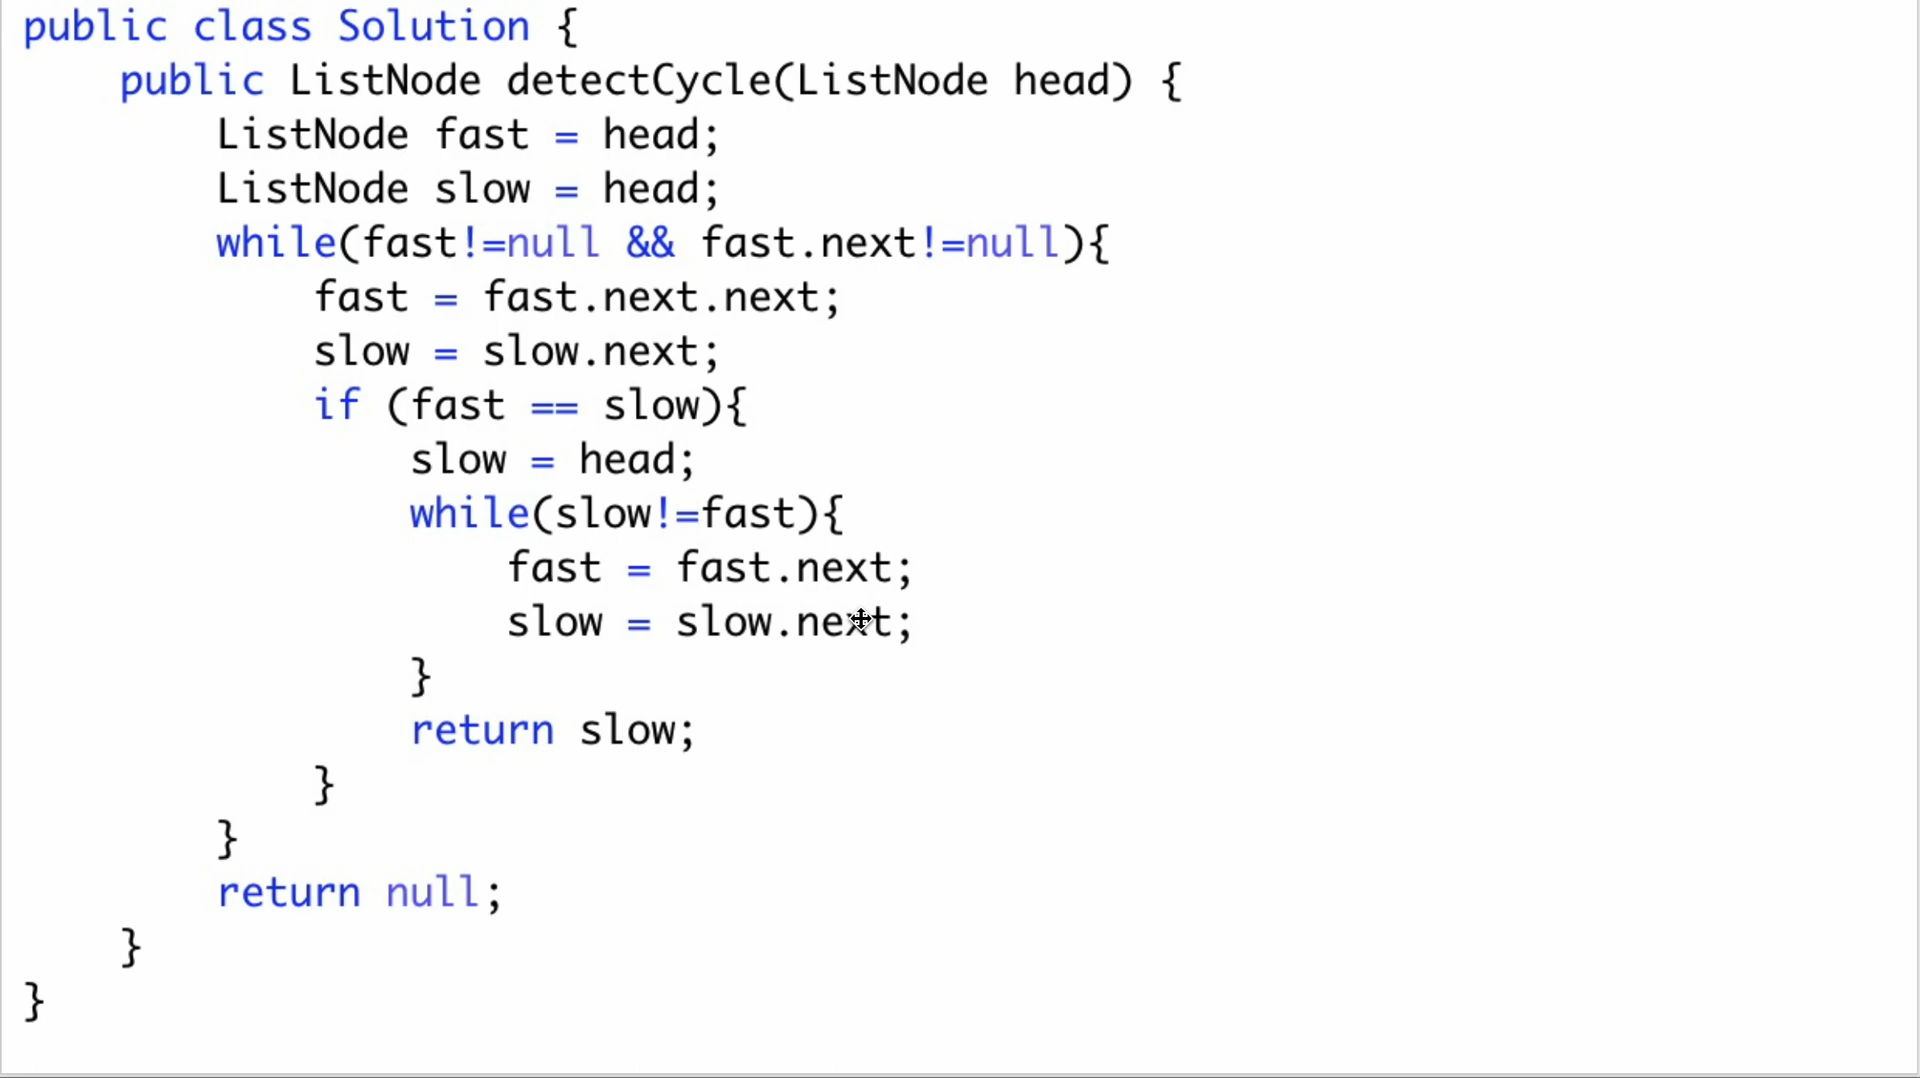 public class Solution {
    public ListNode detectCycle(ListNode head) {
        ListNode fast = head;
        ListNode slow = head;
        while(fast!=null && fast.next!=null){
            fast = fast.next.next;
            slow = slow.next;
            if (fast == slow){
                slow = head;
                while(slow!=fast){
                    fast = fast.next;
                    slow = slow.next;
                }
                return slow;
            }
        }
        return null;
    }
}